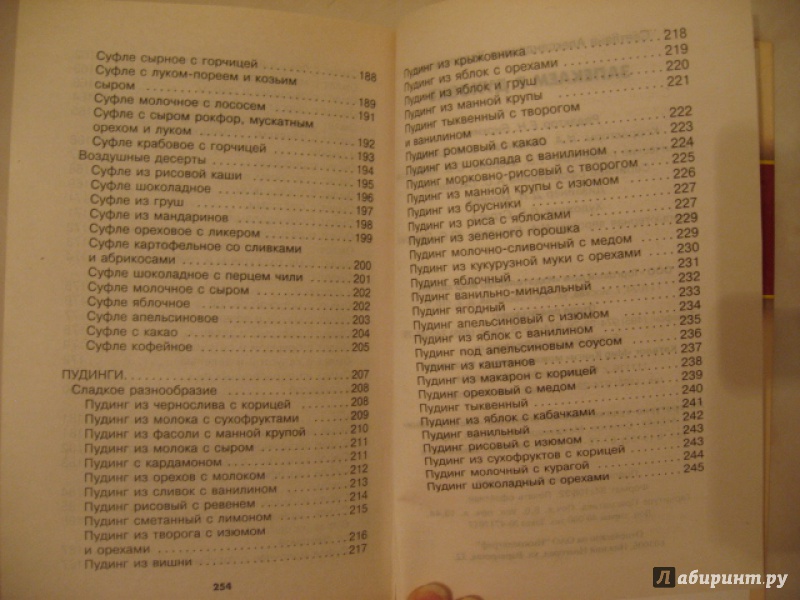 Суфле сырное с горчицей 188
Суфле с луком-пореем и козьим
сыром 189
Суфле молочное с лососем 191
Суфле с сыром рокфор, мускатным
орехом и луком 192
Суфле крабовое с горчицей 193
Воздушные десерты 194
Суфле из рисовой каши 195
Суфле шоколадное 196
Суфле из груш 197
Суфле из мандаринов 198
Суфле ореховое с ликером 199
Суфле картофельное со сливками
и абрикосами 200
Суфле шоколадное с перцем чили 201
Суфле молочное с сыром 202
Суфле яблочное 202
Суфле апельсиновое 203
Суфле с какао 204
Суфле кофейное 205
ПУДИНГИ 207
Сладкое разнообразие 208
Пудинг из чернослива с корицей 208
Пудинг из молока с сухофруктами 209
Пудинг из фасоли с манной крупой 210
Пудинг из молока с сыром 211
Пудинг с кардамоном 211
Пудинг из орехов с молоком 212
Пудинг из сливок с ванилином 213
Пудинг рисовый с ревенем 214
Пудинг сметанный с лимоном 215
Пудинг из творога с изюмом
и орехами 216
Пудинг из вишни 217
254
Пудинг из крыжовника 218
Пудинг из яблок с орехами 219
Пудинг из яблок и груш 220
Пудинг из манной крупы 221
Пудинг тыквенный с творогом
и ванилином 222
Пудинг ромовый с какао 223
Пудинг из шоколада с ванилином 224
Пудинг морковно-рисовый с творогом 225
Пудинг из манной крупы с изюмом 226
Пудинг из брусники 227
Пудинг из риса с яблоками 227
Пудинг из зеленого горошка 229
Пудинг молочно-сливочный с медом 229
Пудинг из кукурузной муки с орехами 230
Пудинг яблочный 231
Пудинг ванильно-миндальный 232
Пудинг ягодный 233
Пудинг апельсиновый с изюмом 234
Пудинг из яблок с ванилином 235
Пудинг под апельсиновым соусом 236
Пудинг из каштанов 237
Пудинг из макарон с корицей 238
Пудинг ореховый с медом 239
Пудинг тыквенный 240
Пудинг из яблок с кабачками 241
Пудинг ванильный 242
Пудинг рисовый с изюмом 243
Пудинг из сухофруктов с корицей 243
Пудинг молочный с курагой 244
Пудинг шоколадный с орехами 245
Лабиринт.ру